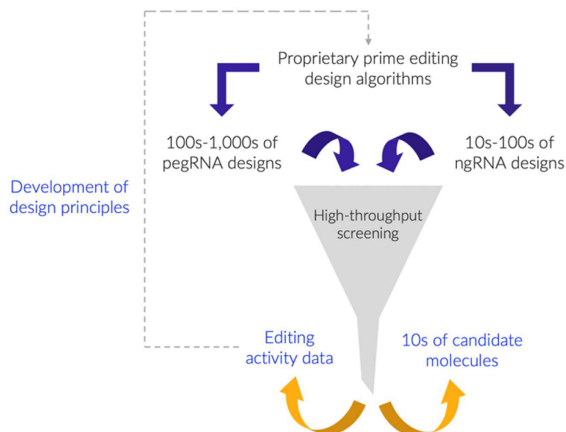 Proprietary prime editing
design algorithms
100s-1,000s of
pegRNA designs
10s-100s of
ngRNA designs
Development of
design principles
High-throughput
screening
Editing
activity data
10s of candidate
molecules